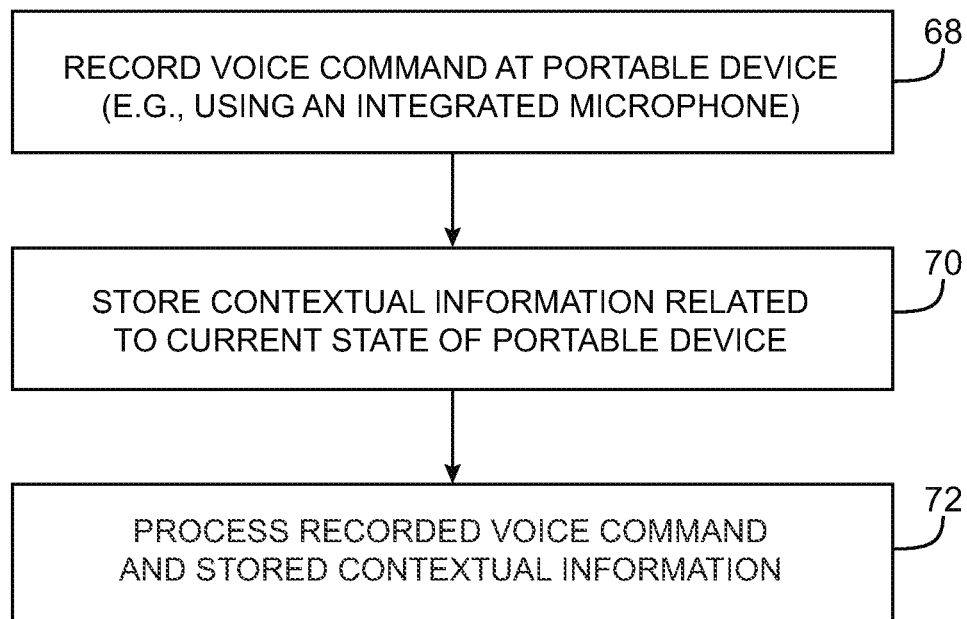 68
RECORD VOICE COMMAND AT PORTABLE DEVICE
(E.G., USING AN INTEGRATED MICROPHONE)
70
STORE CONTEXTUAL INFORMATION RELATED
TO CURRENT STATE OF PORTABLE DEVICE
72
PROCESS RECORDED VOICE COMMAND
AND STORED CONTEXTUAL INFORMATION